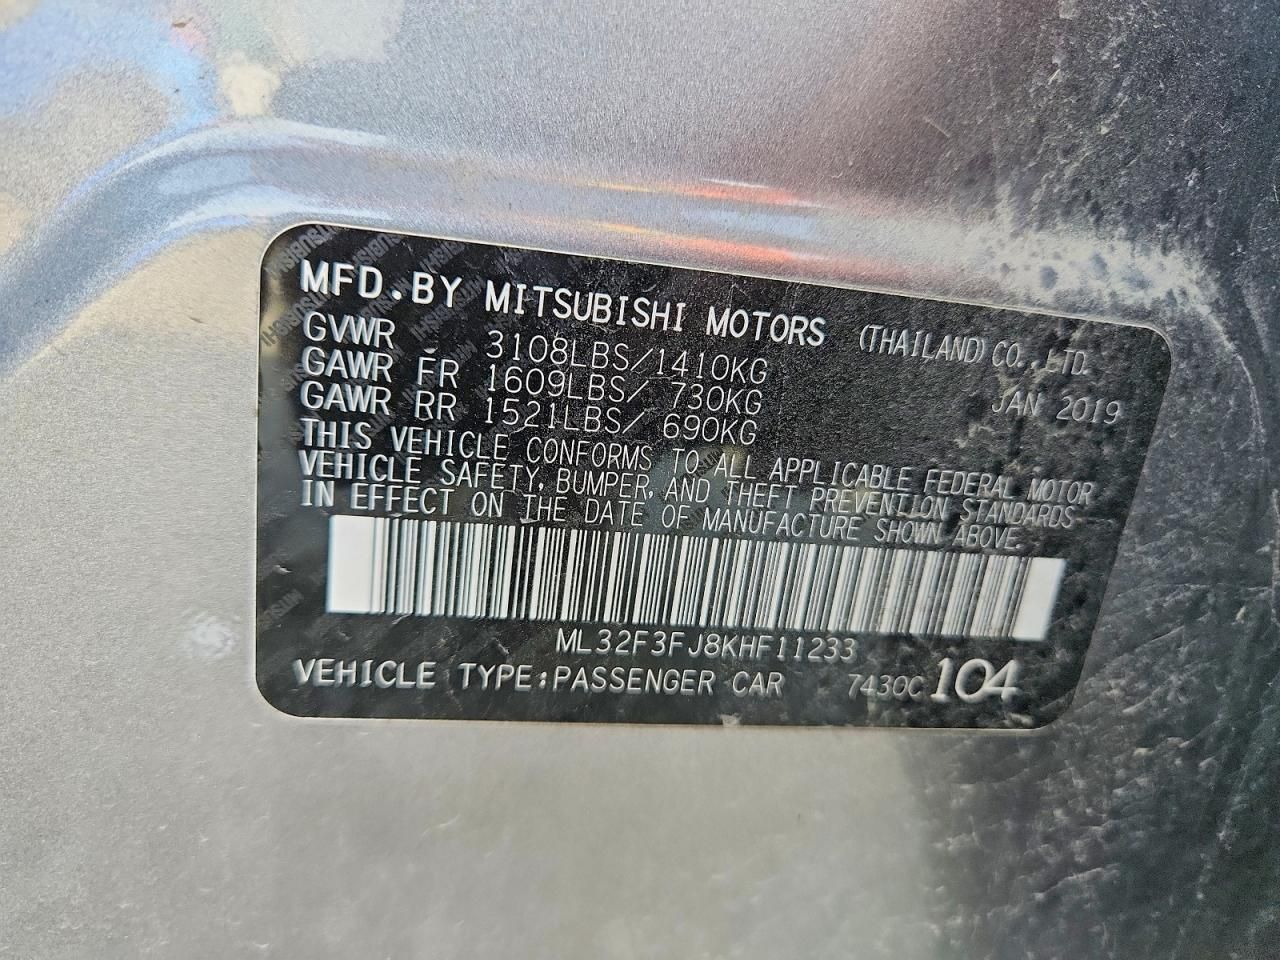 MFD. BY MITSUBISHI MOTORS (THAILAND) CO., LTD.
GVWR 3108LBS/1410KG JAN 2019
GAWR FR 1609LBS/ 730KG
GAWR RR 1521LBS/ 690KG
THIS VEHICLE CONFORMS TO ALL APPLICABLE FEDERAL MOTOR
VEHICLE SAFETY, BUMPER, AND THEFT PREVENTION STANDARDS
IN EFFECT ON THE DATE OF MANUFACTURE SHOWN ABOVE.
ML32F3FJ8KHF11233
VEHICLE TYPE:PASSENGER CAR 7430C 104